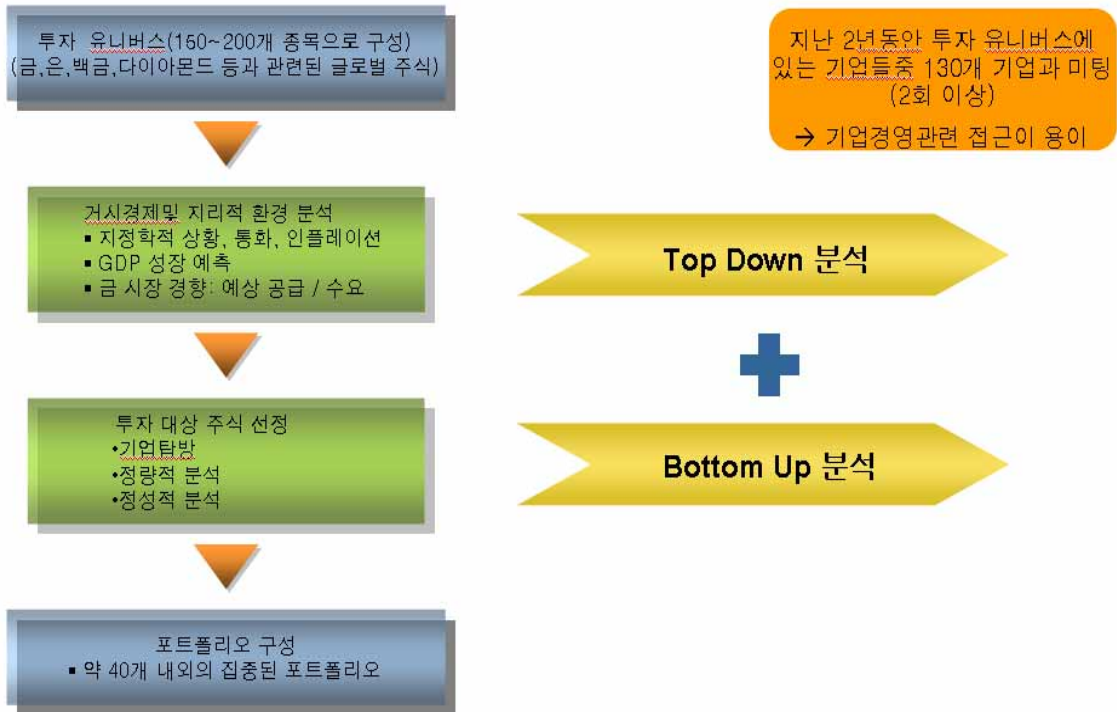 투자 유니버스(150~200개 종목으로 구성)
(금,은,백금,다이아몬드 등과 관련된 글로벌 주식)
지난 2년동안 투자 유니버스에
있는 기업들중 130개 기업과 미팅
(2회 이상)
→ 기업경영관련 접근이 용이
거시경제및 지리적 환경 분석
▪ 지정학적 상황, 통화, 인플레이션
▪ GDP 성장 예측
▪ 금 시장 경향: 예상 공급 / 수요
Top Down 분석
투자 대상 주식 선정
•기업탐방
•정량적 분석
•정성적 분석
Bottom Up 분석
포트폴리오 구성
▪ 약 40개 내외의 집중된 포트폴리오